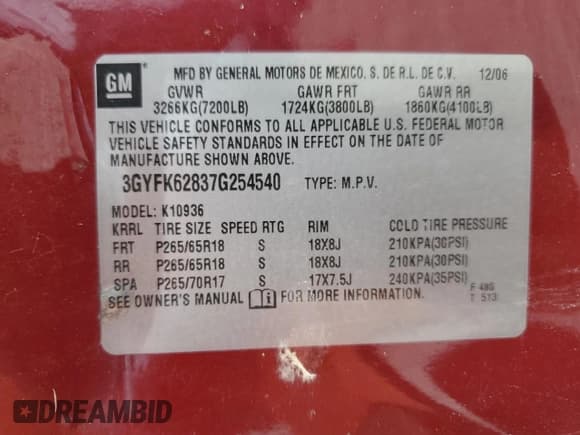 GM
MFD BY GENERAL MOTORS DE MEXICO, S. DE R.L. DE C.V. 12/06
GVWR GAWR FRT GAWR RR
3266KG(7200LB) 1724KG(3800LB) 1860KG(4100LB)
THIS VEHICLE CONFORMS TO ALL APPLICABLE U.S. FEDERAL MOTOR
VEHICLE SAFETY STANDARDS IN EFFECT ON THE DATE OF
MANUFACTURE SHOWN ABOVE.
3GYFK62837G254540 TYPE: M.P.V.
MODEL: K10936
KRRL TIRE SIZE SPEED RTG RIM COLD TIRE PRESSURE
FRT P265/65R18 S 18X8J 210KPA(30PSI)
RR P265/65R18 S 18X8J 210KPA(30PSI)
SPA P265/70R17 S 17X7.5J 240KPA(35PSI)
SEE OWNER'S MANUAL FOR MORE INFORMATION.
T 513
DREAMBID